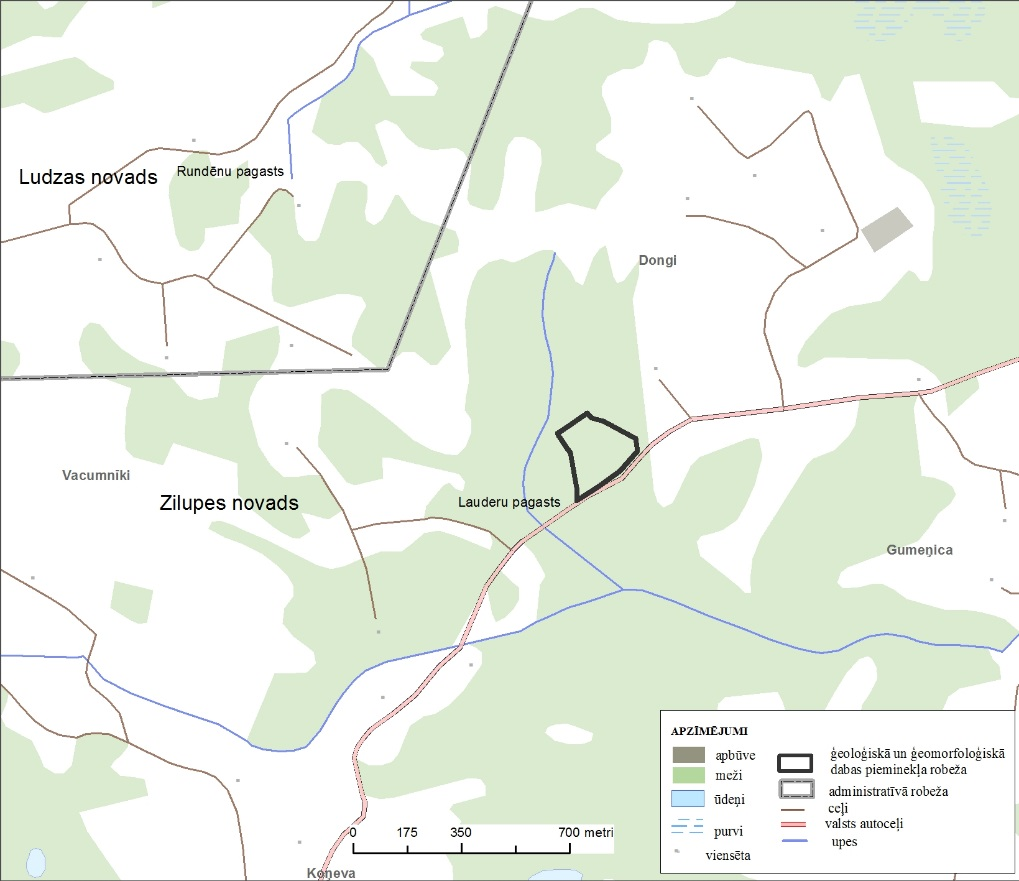 Ludzas novads
Rundēnu pagasts
Dongi
Vacumnīki
Zilupes novads
Lauderu pagasts
Gumeņica
Koņeva
0 175 350 700 metri
APZĪMĒJUMI
apbūve
meži
ūdeņi
purvi
viensēta
ģeoloģiskā un ģeomorfoloģiskā
dabas pieminekļa robeža
administratīvā robeža
ceļi
valsts autoceļi
upes